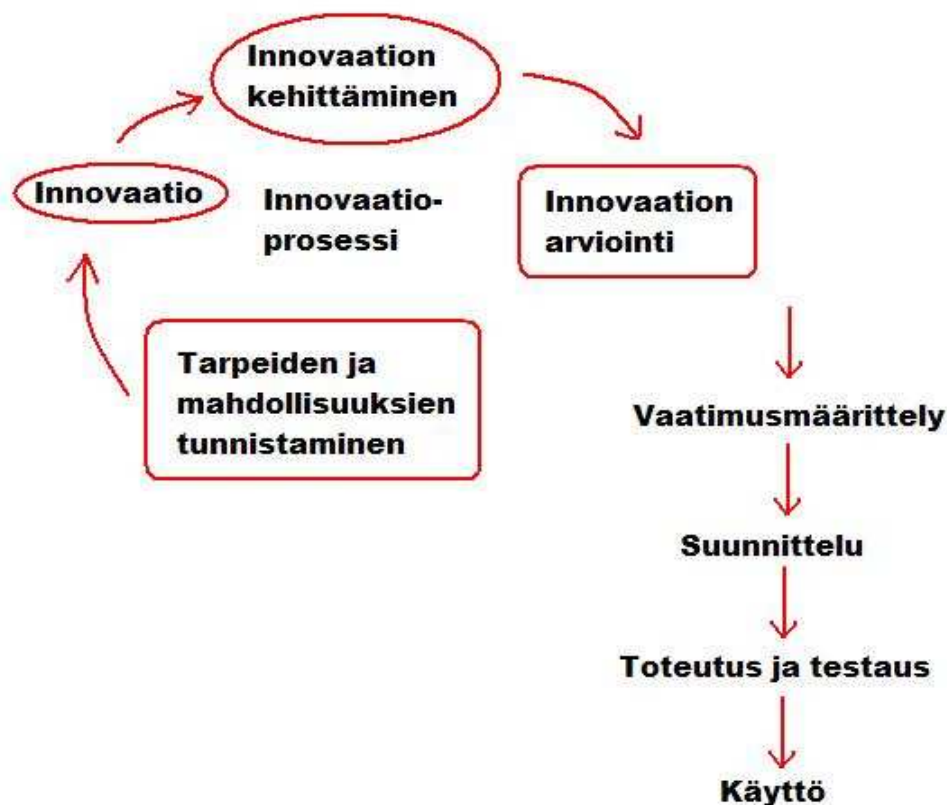 Innovaation
kehittäminen
Innovaatio
Innovaatio-
prosessi
Innovaation
arviointi
Tarpeiden ja
mahdollisuuksien
tunnistaminen
Vaatimusmäärittely
Suunnittelu
Toteutus ja testaus
Käyttö